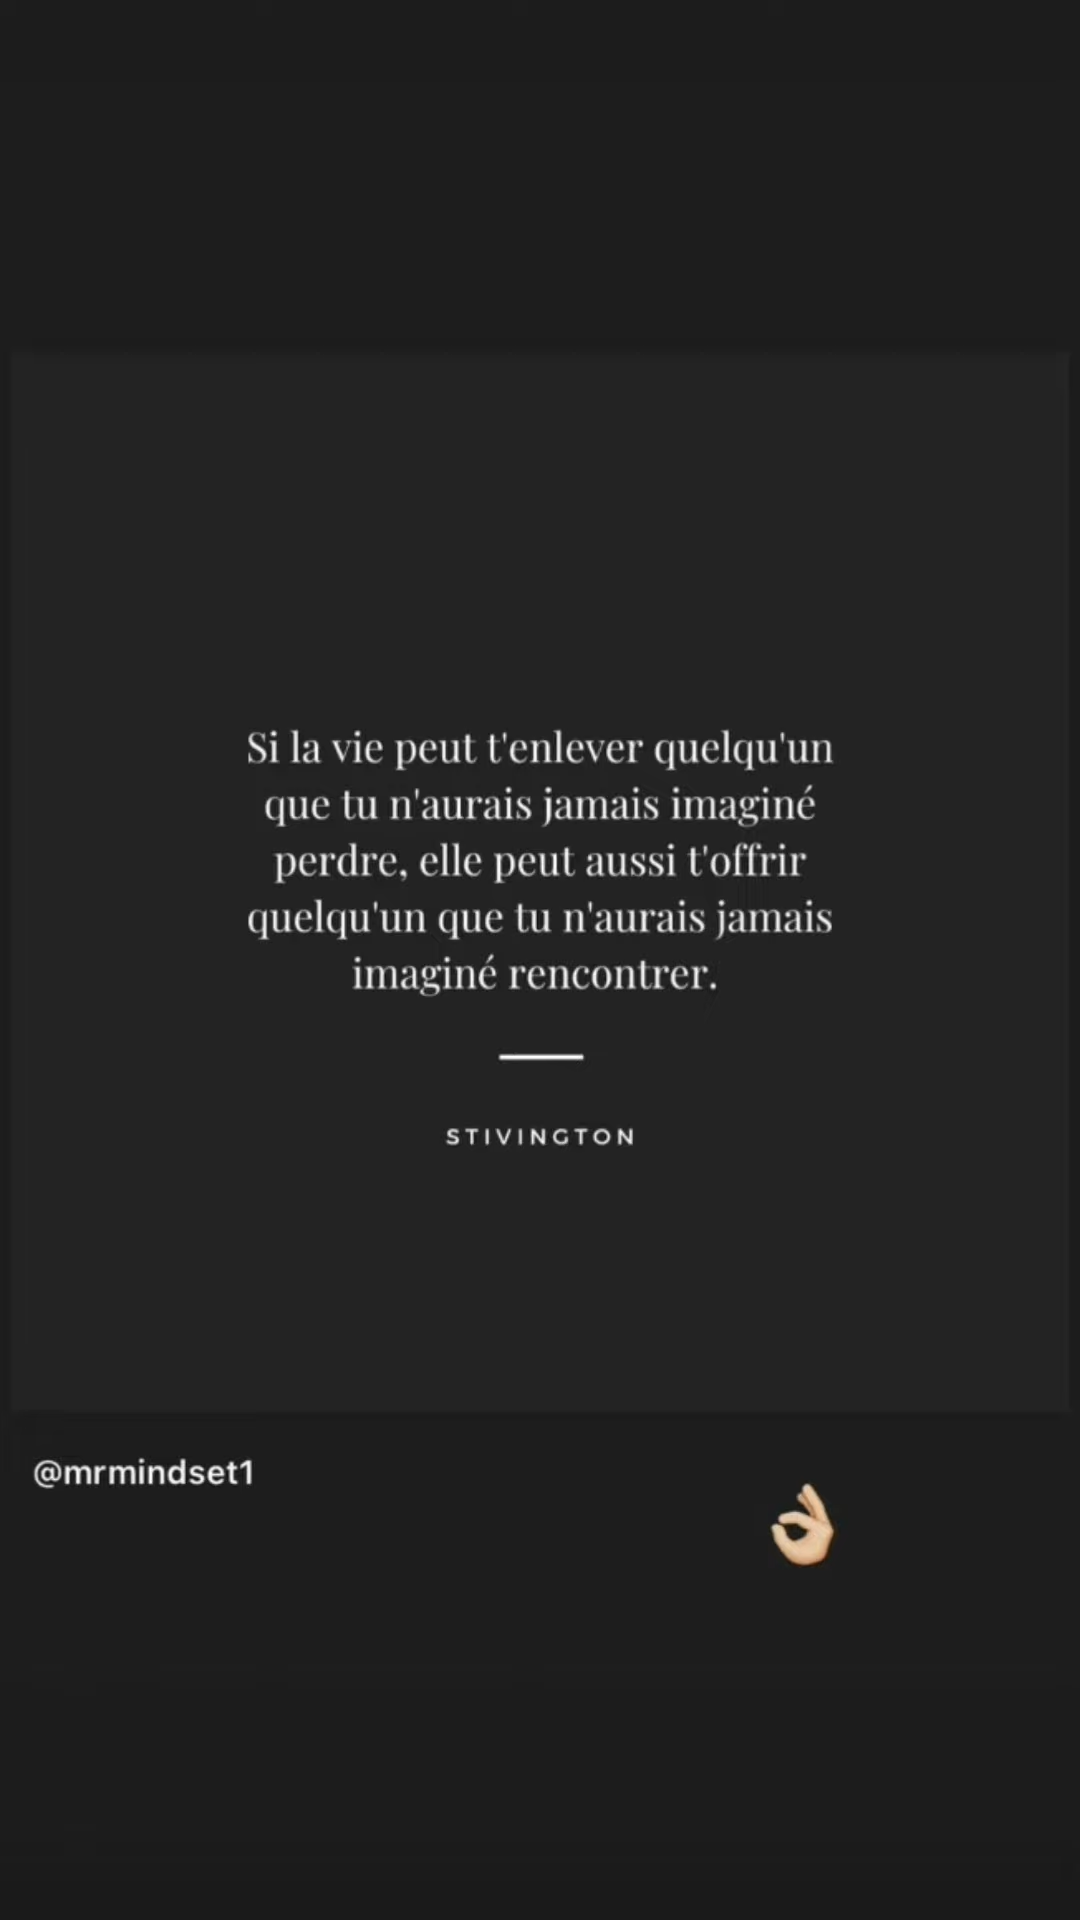 Si la vie peut t'enlever quelqu'un
que tu n'aurais jamais imaginé
perdre, elle peut aussi t'offrir
quelqu'un que tu n'aurais jamais
imaginé rencontrer.
STIVINGTON
@mrmindset1